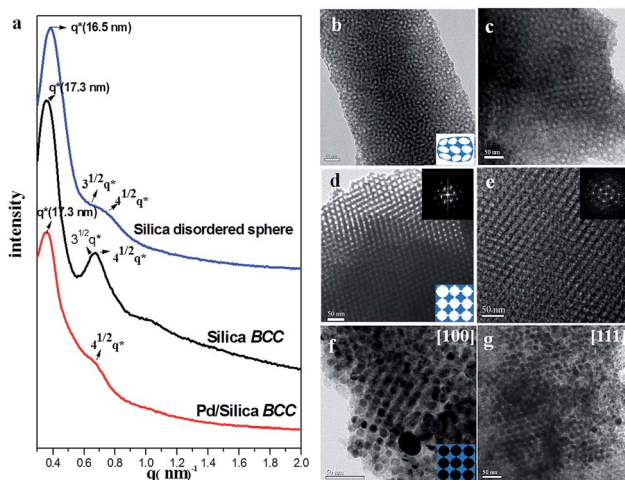 a
q*(16.5 nm)
q*(17.3 nm)
3^1/2q*
4^1/2q*
Silica disordered sphere
q*(17.3 nm)
3^1/2q*
4^1/2q*
Silica BCC
4^1/2q*
Pd/Silica BCC
intensity
0.4 0.6 0.8 1.0 1.2 1.4 1.6 1.8 2.0
q( nm)-1
b
c
50 nm
d
50 nm
e
50 nm
f
[100]
50 nm
g
[111]
50 nm